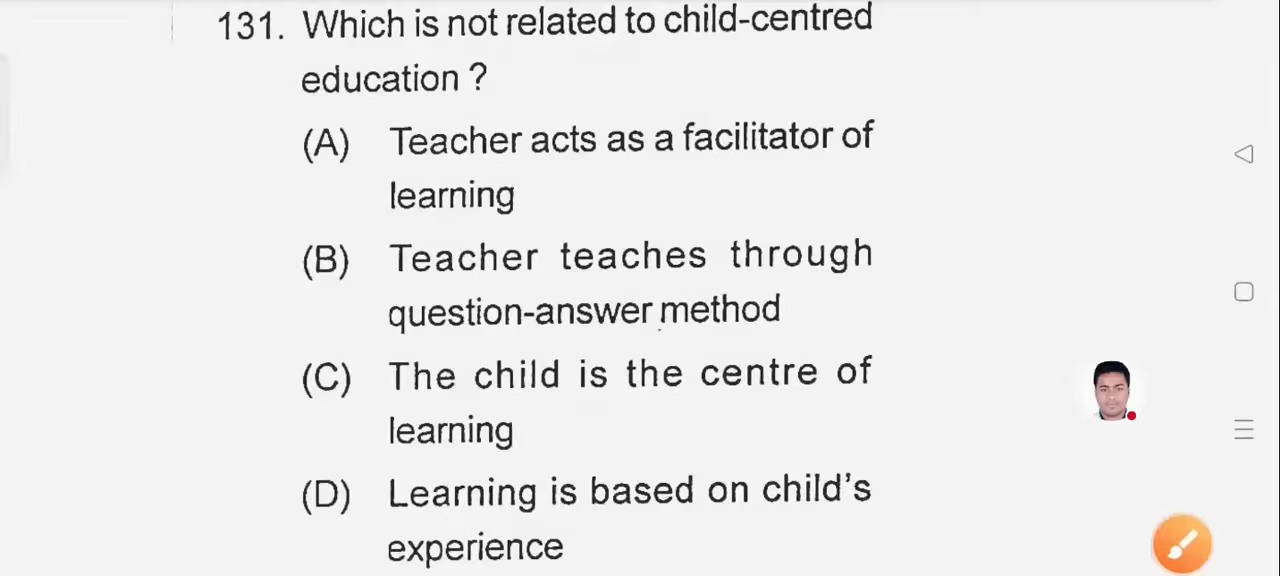 131. Which is not related to child-centred
education ?
(A) Teacher acts as a facilitator of
learning
(B) Teacher teaches through
question-answer method
(C) The child is the centre of
learning
(D) Learning is based on child's
experience